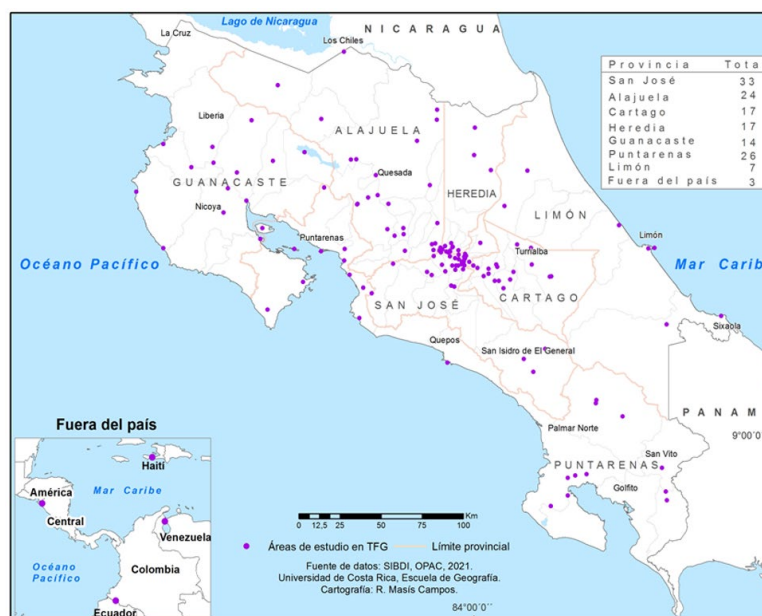 Lago de Nicaragua
NICARAGUA
La Cruz
Los Chiles
Provincia Tota
San José 33
Alajuela 24
Cartago 17
Heredia 17
Guanacaste 14
Puntarenas 26
Limón 7
Fuera del país 3
Liberia
ALAJUELA
Quesada
GUANACASTE
HEREDIA
Nicoya
LIMÓN
Puntarenas
Limón
Turrialba
Océano Pacífico
Mar Carib
CARTAGO
SAN JOSÉ
Sixaola
Quepos
San Isidro de El General
PANAM
Palmar Norte
9°00'0"
San Vito
PUNTARENAS
Golfito
Fuera del país
Haití
Mar Caribe
América
Central
Venezuela
Océano
Pacífico
Colombia
Ecuador
Km
0 12,5 25 50 75 100
Áreas de estudio en TFG
Límite provincial
Fuente de datos: SIBDI, OPAC, 2021.
Universidad de Costa Rica, Escuela de Geografía.
Cartografía: R. Masís Campos.
84°00'0"